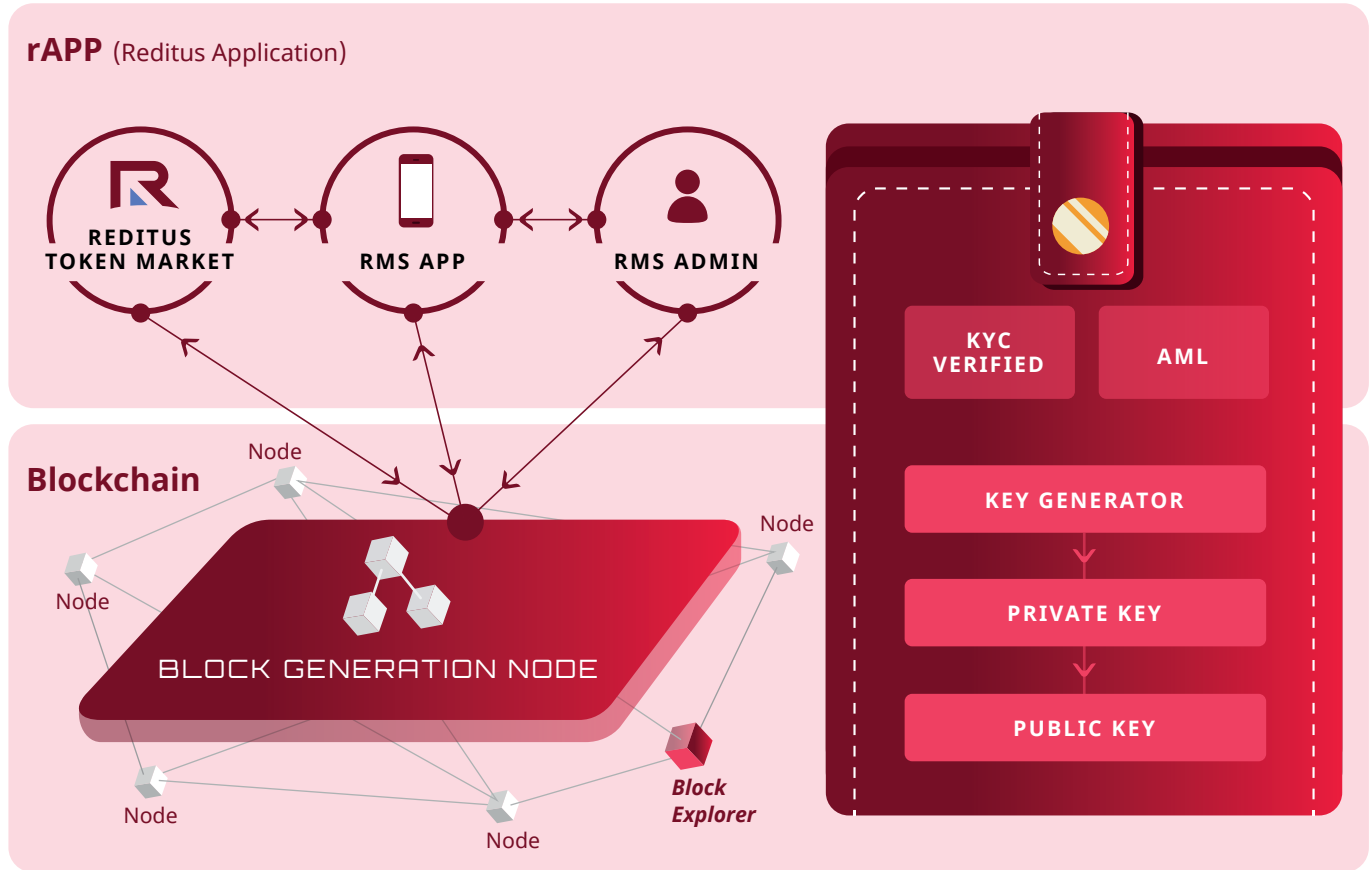 rAPP (Reditus Application)
REDITUS
TOKEN MARKET
RMS APP
RMS ADMIN
KYC
VERIFIED
AML
KEY GENERATOR
PRIVATE KEY
PUBLIC KEY
Blockchain
Node
Node
Node
BLOCK GENERATION NODE
Block
Explorer
Node
Node